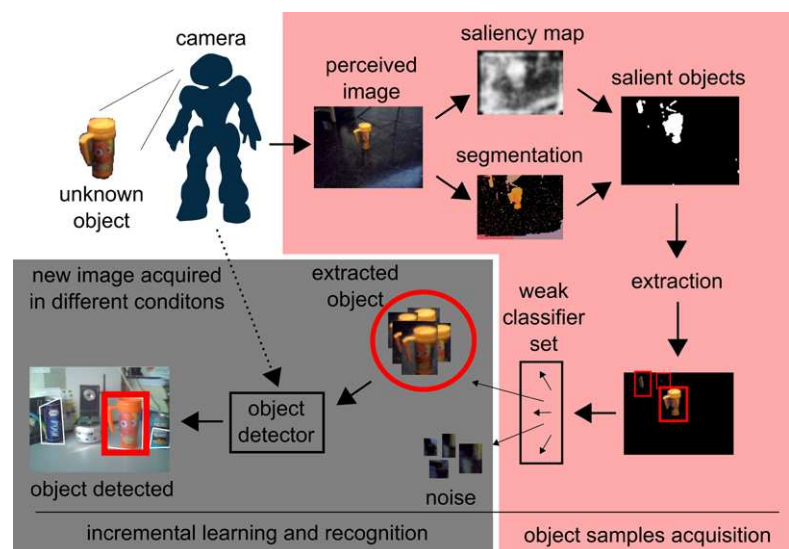 camera
unknown
object
perceived
image
saliency map
segmentation
salient objects
extraction
weak
classifier
set
extracted
object
noise
new image acquired
in different conditons
object
detector
object detected
incremental learning and recognition
object samples acquisition